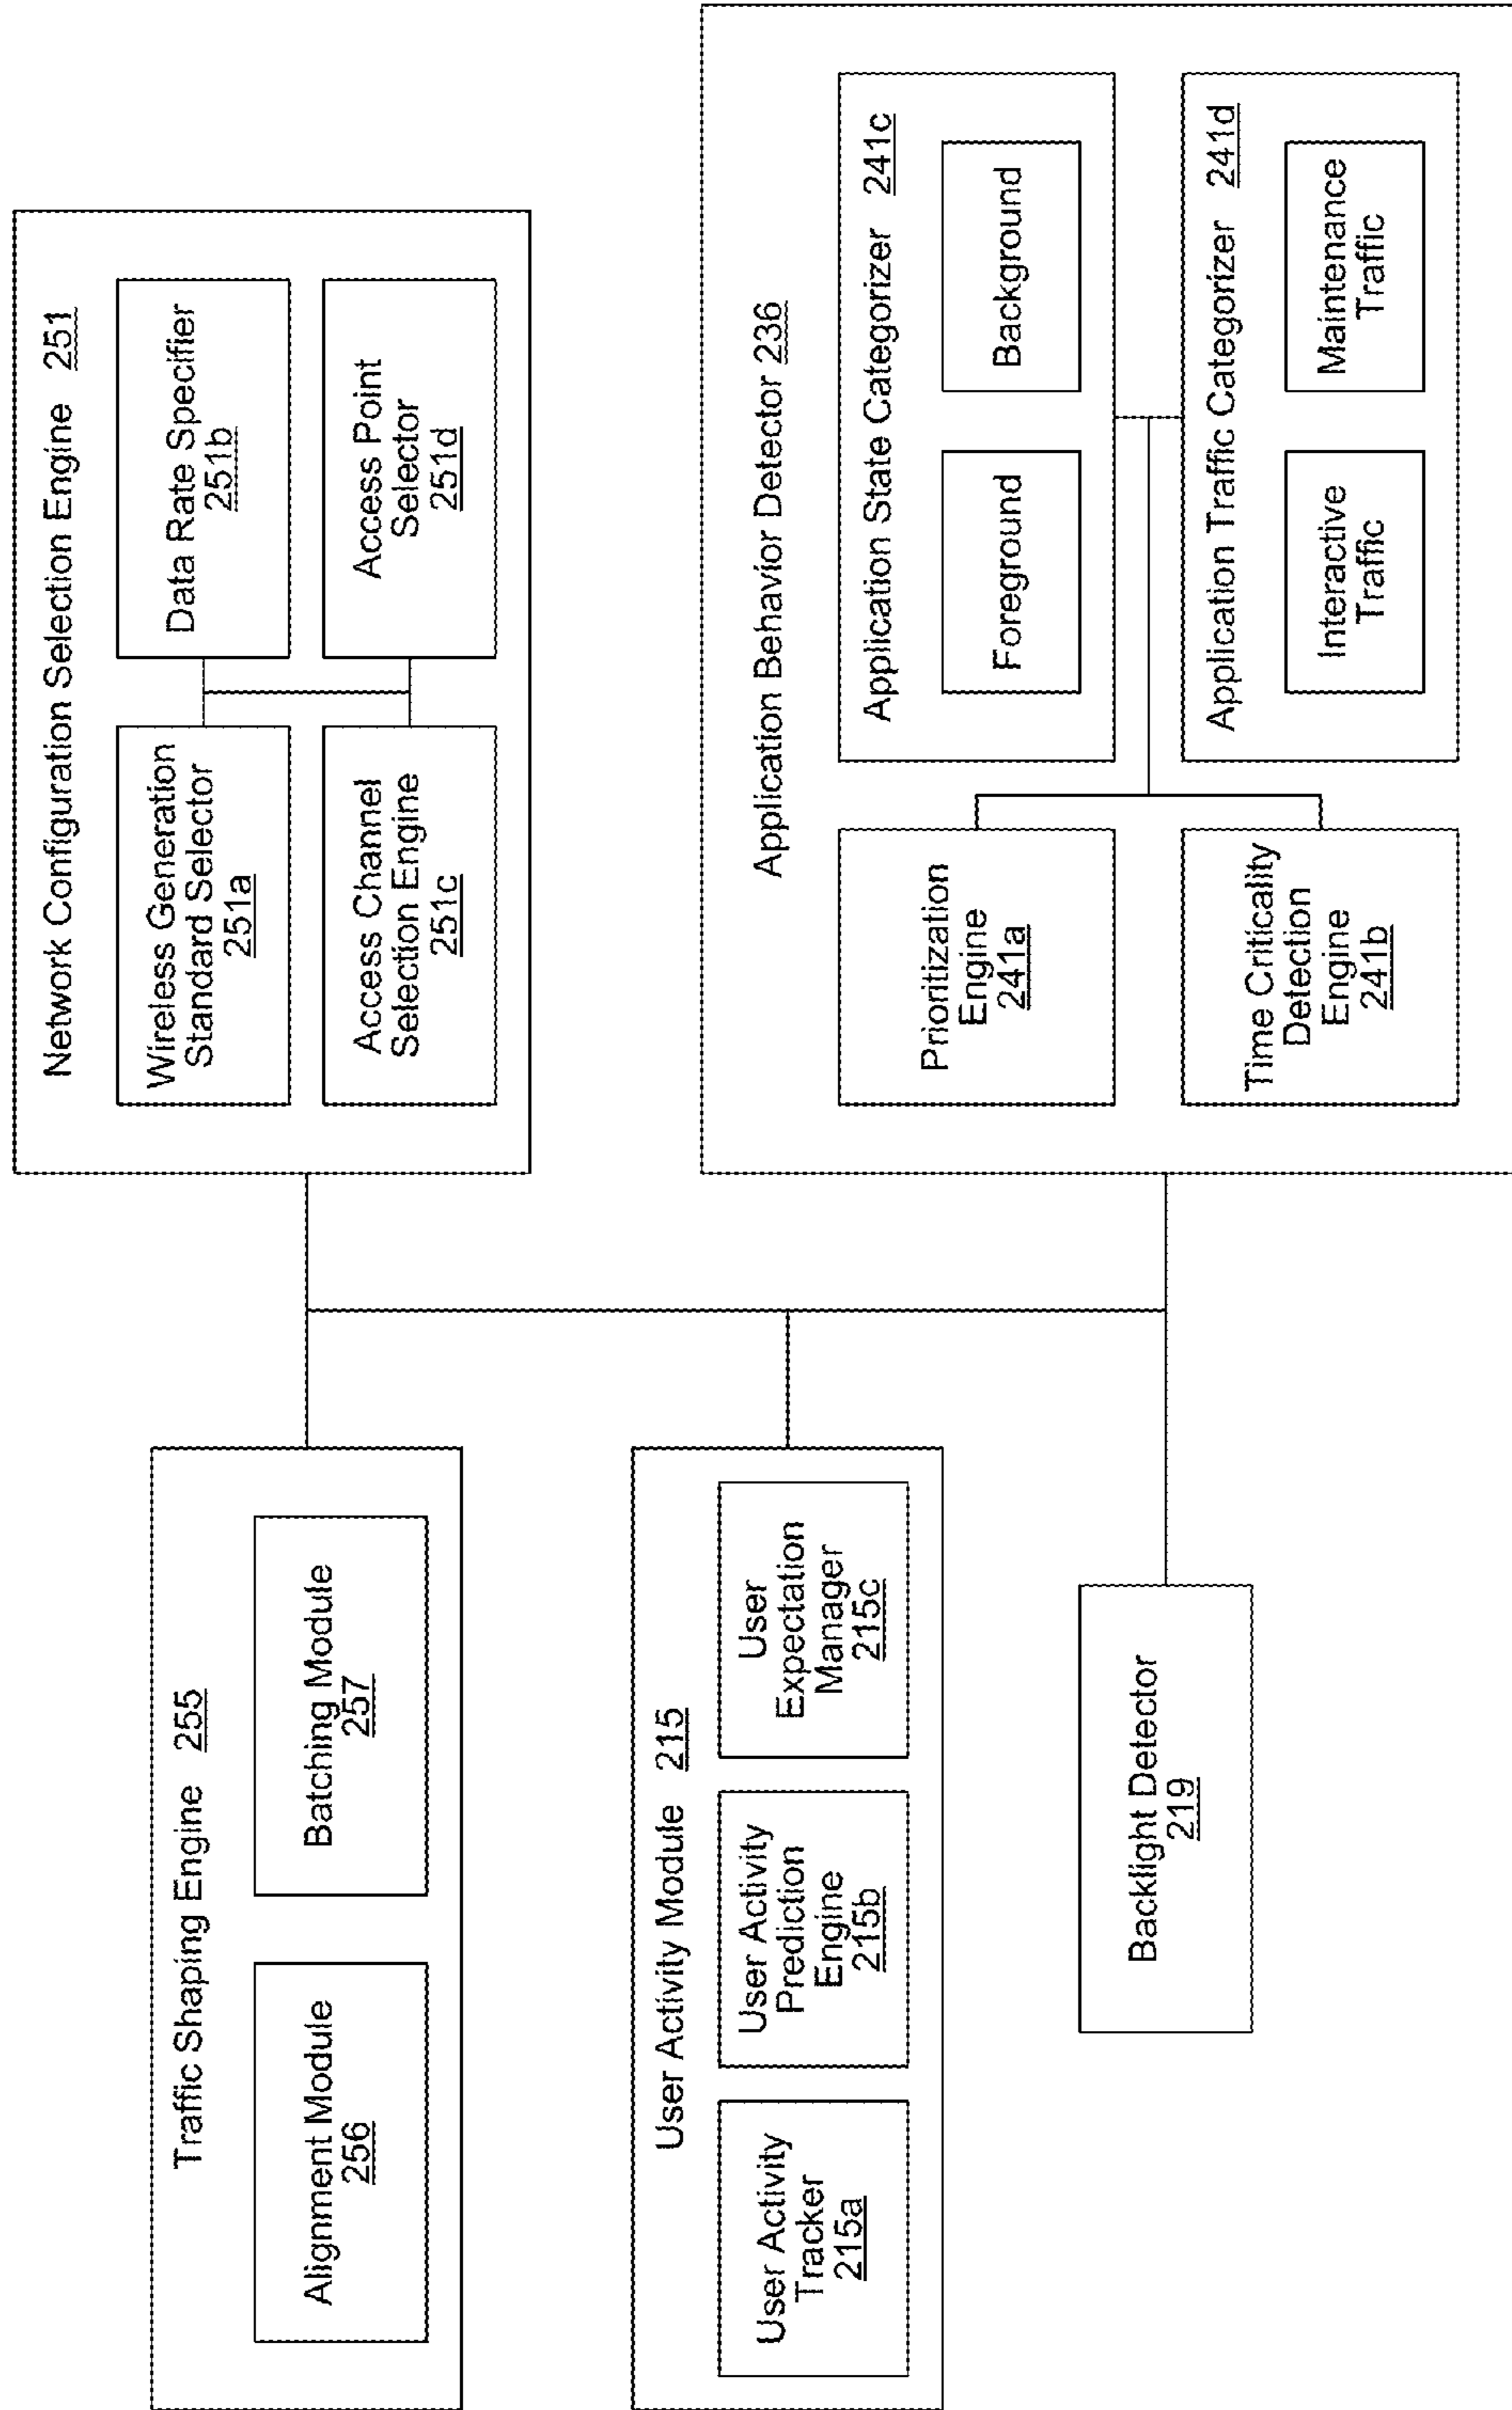 Traffic Shaping Engine 255
Alignment Module
256
Batching Module
257
User Activity Module 215
User Activity
Tracker
215a
User Activity
Prediction
Engine
215b
User
Expectation
Manager
215c
Backlight Detector
219
Network Configuration Selection Engine 251
Wireless Generation
Standard Selector
251a
Data Rate Specifier
251b
Access Channel
Selection Engine
251c
Access Point
Selector
251d
Application Behavior Detector 236
Prioritization
Engine
241a
Time Criticality
Detection
Engine
241b
Application State Categorizer 241c
Foreground
Background
Application Traffic Categorizer 241d
Interactive
Traffic
Maintenance
Traffic